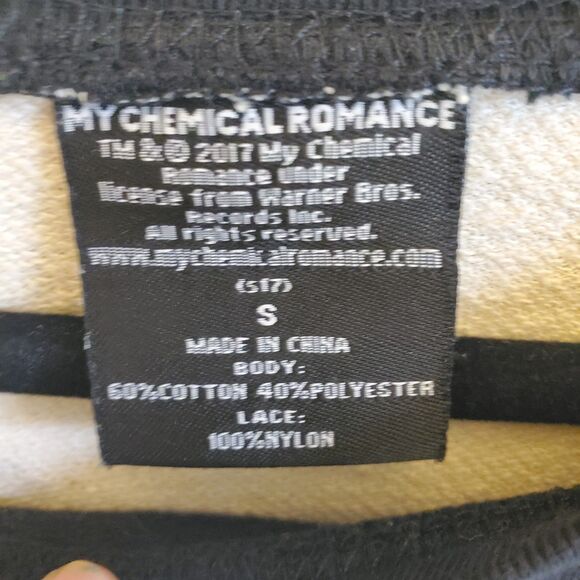 MY CHEMICAL ROMANCE
TM & © 2017 My Chemical
Romance under
license from Warner Bros.
Records Inc.
All rights reserved.
www.mychemicalromance.com
(s17)
S
MADE IN CHINA
BODY:
60%COTTON 40%POLYESTER
LACE:
100%NYLON